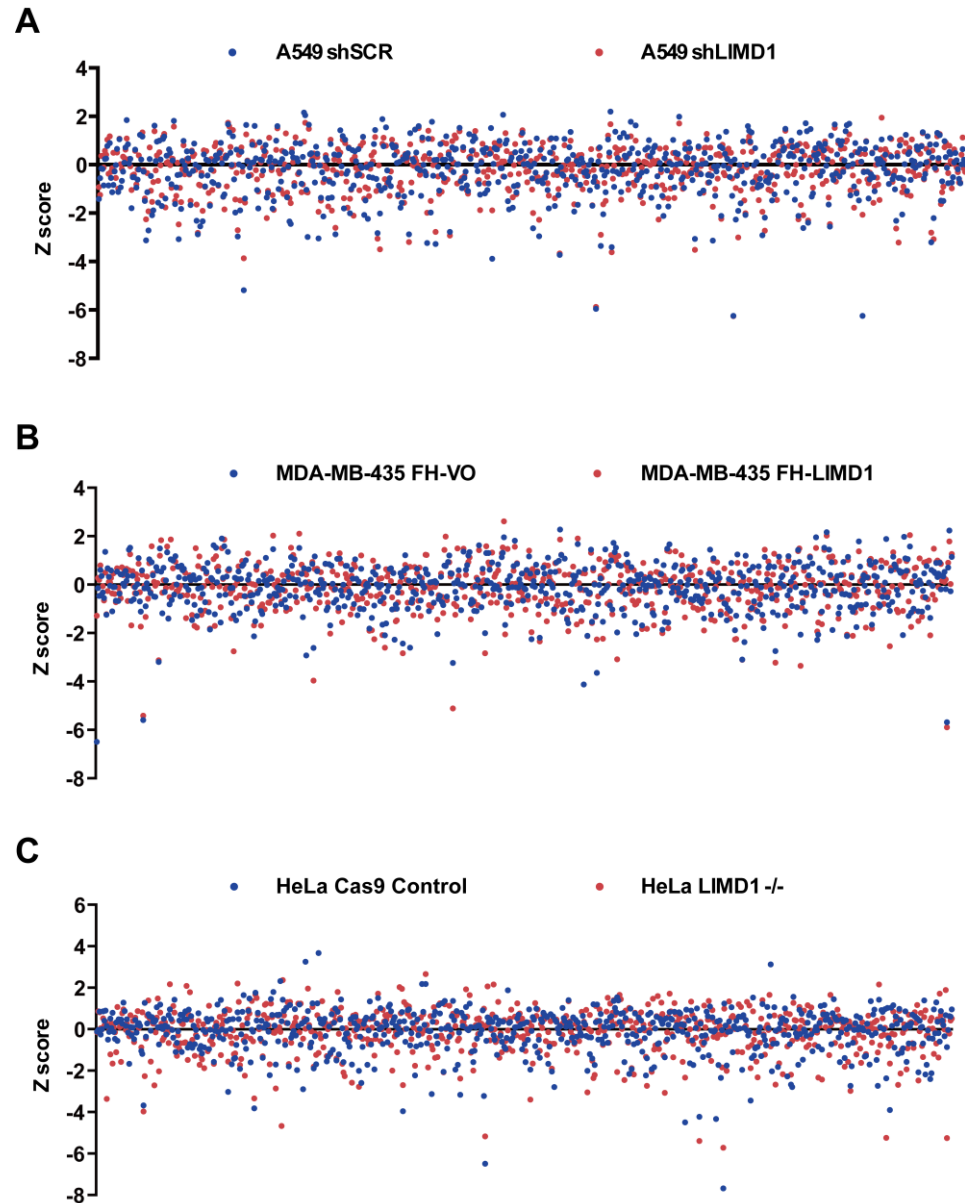 A
A549 shSCR
A549 shLIMD1
4
2
0
-2
-4
-6
-8
Z score
B
MDA-MB-435 FH-VO
MDA-MB-435 FH-LIMD1
4
2
0
-2
-4
-6
-8
Z score
C
HeLa Cas9 Control
HeLa LIMD1 -/-
6
4
2
0
-2
-4
-6
-8
Z score